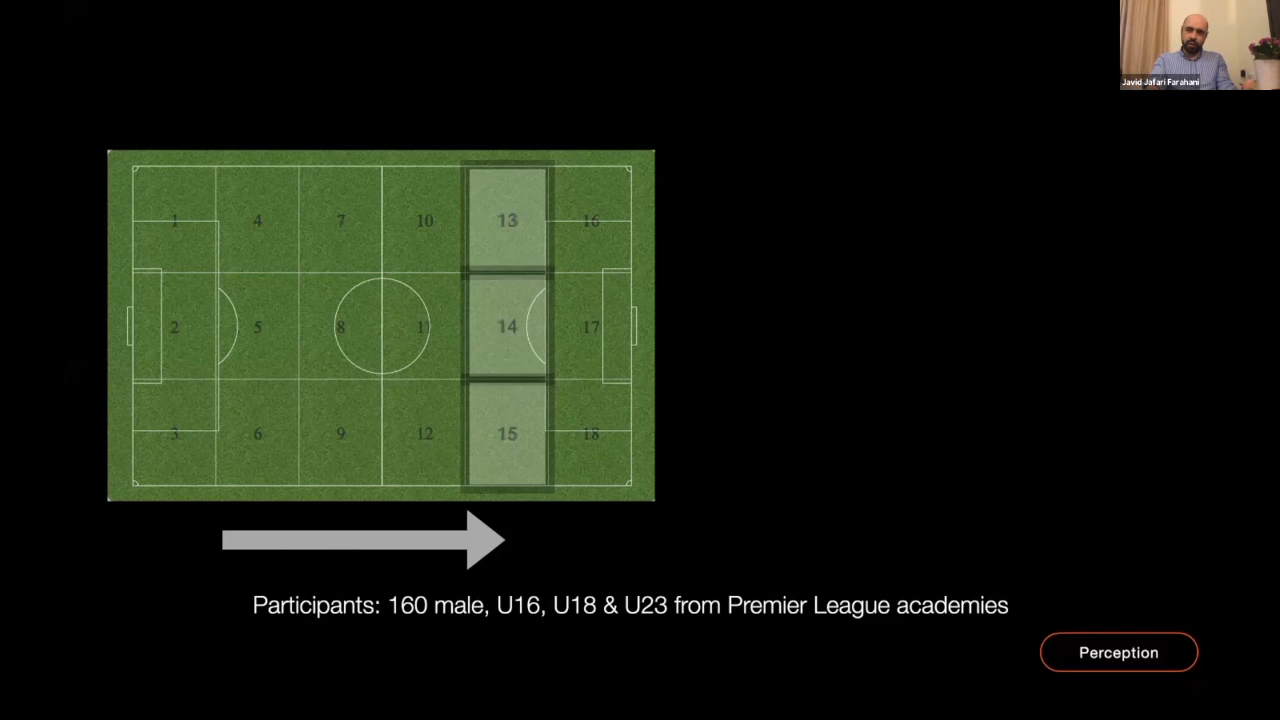 Javid Jafari Farahani
1 4 7 10 13 16
2 5 8 11 14 17
3 6 9 12 15 18
Participants: 160 male, U16, U18 & U23 from Premier League academies
Perception